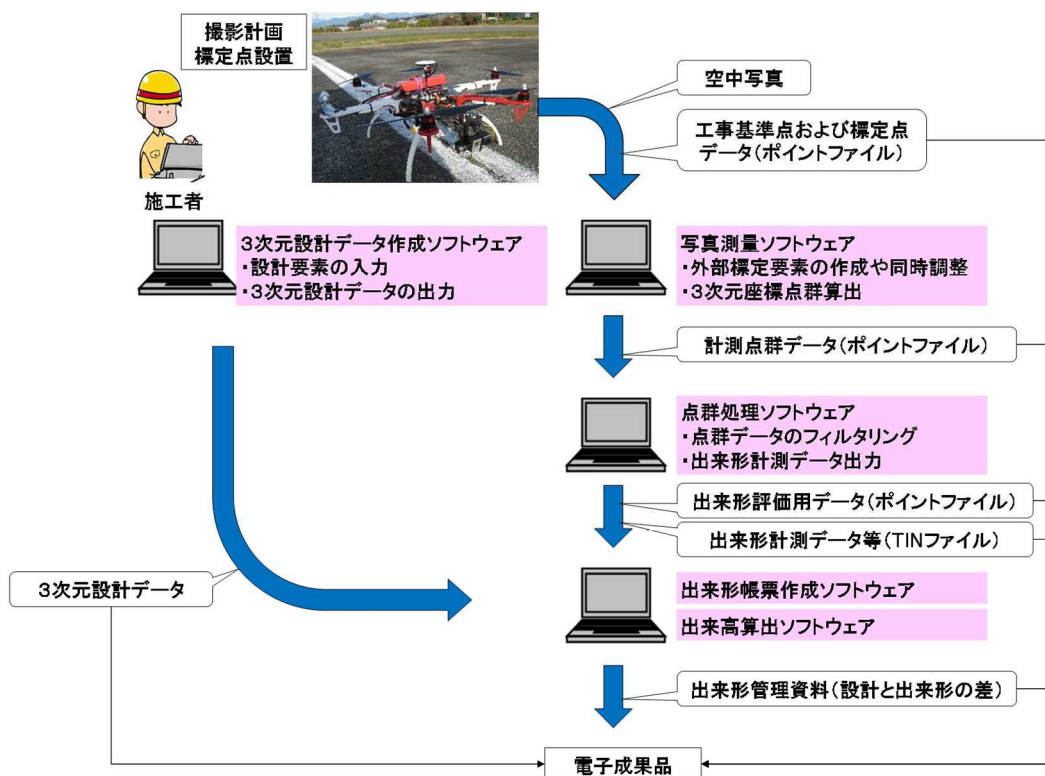 撮影計画
標定点設置
空中写真
工事基準点および標定点
データ(ポイントファイル)
施工者
3次元設計データ作成ソフトウェア
・設計要素の入力
・3次元設計データの出力
写真測量ソフトウェア
・外部標定要素の作成や同時調整
・3次元座標点群算出
計測点群データ(ポイントファイル)
点群処理ソフトウェア
・点群データのフィルタリング
・出来形計測データ出力
出来形評価用データ(ポイントファイル)
出来形計測データ等(TINファイル)
3次元設計データ
出来形帳票作成ソフトウェア
出来高算出ソフトウェア
出来形管理資料(設計と出来形の差)
電子成果品